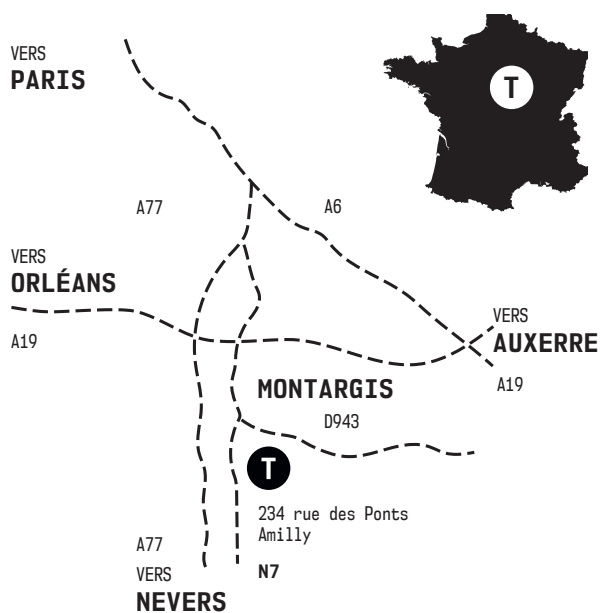 VERS
PARIS
T
A77
A6
VERS
ORLÉANS
A19
VERS
AUXERRE
A19
MONTARGIS
D943
T
234 rue des Ponts
Amilly
A77
VERS
NEVERS
N7